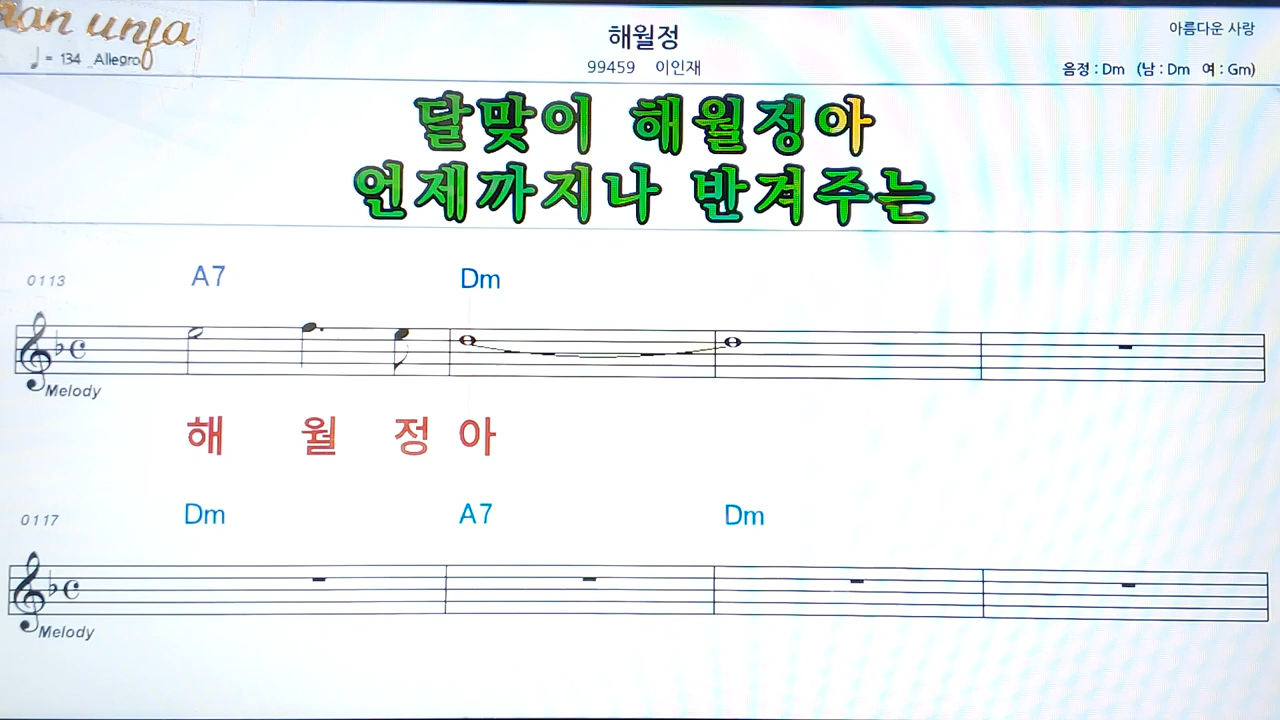 an unja
♩ = 134 Allegro
해월정
99459 이인재
아름다운 사랑
음정 : Dm (남 : Dm 여 : Gm)
달맞이 해월정아
언제까지나 반겨주는
0113 A7 Dm
Melody
해 월 정 아
0117 Dm A7 Dm
Melody